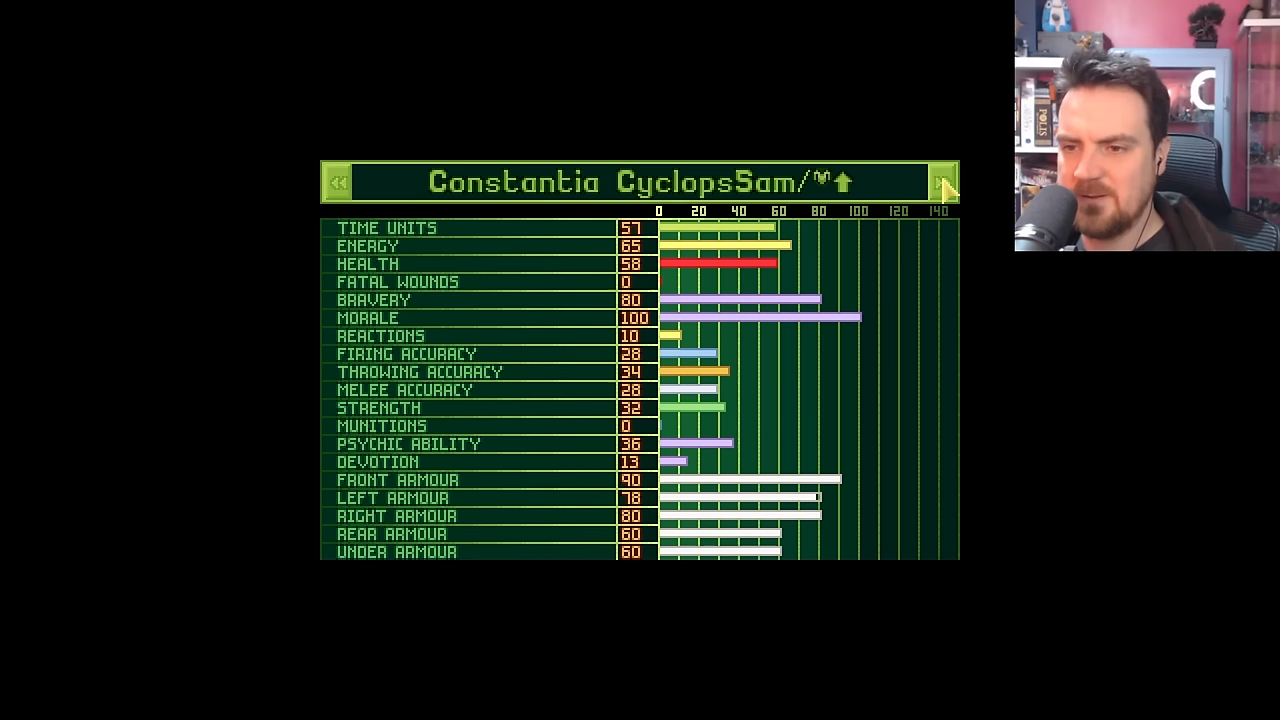 Constantia CyclopsSam/
0 20 40 60 80 100 120 140
TIME UNITS 57
ENERGY 65
HEALTH 58
FATAL WOUNDS 0
BRAVERY 80
MORALE 100
REACTIONS 10
FIRING ACCURACY 28
THROWING ACCURACY 34
MELEE ACCURACY 28
STRENGTH 32
MUNITIONS 0
PSYCHIC ABILITY 36
DEVOTION 13
FRONT ARMOUR 90
LEFT ARMOUR 78
RIGHT ARMOUR 80
REAR ARMOUR 60
UNDER ARMOUR 60
POLIS